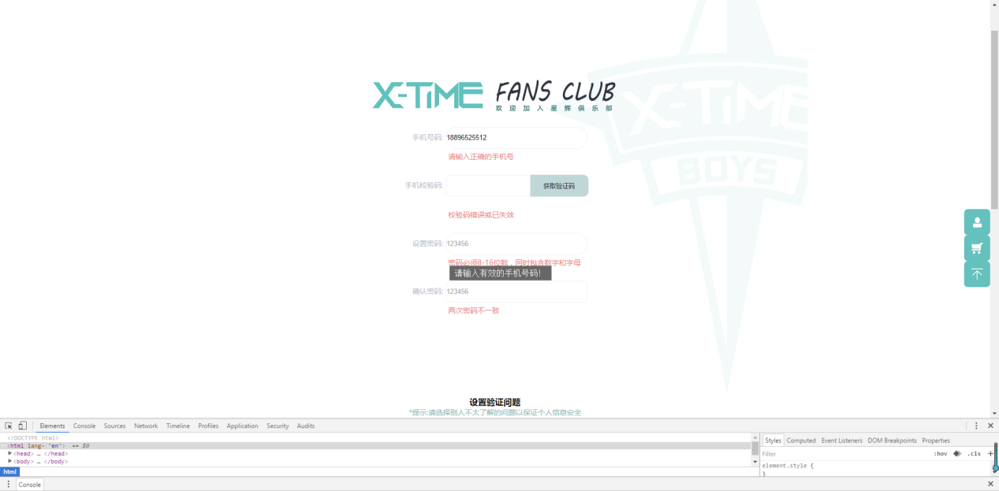 X-TIME FANS CLUB
欢迎加入星辉俱乐部
X-TIME
BOYS
手机号码: 18896525512
请输入正确的手机号
手机校验码: 获取验证码
校验码错误或已失效
设置密码: 123456
密码必须8-16位数，同时包含数字和字母
请输入有效的手机号码!
确认密码: 123456
两次密码不一致
设置验证问题
*提示:请选择别人不太了解的问题以保证个人信息安全
Elements Console Sources Network Timeline Profiles Application Security Audits
<!DOCTYPE html>
<html lang= "en"> == $0
<head> … </head>
<body> … </body>
html
Styles Computed Event Listeners DOM Breakpoints Properties
Filter :hov .cls +
element.style {
}
Console